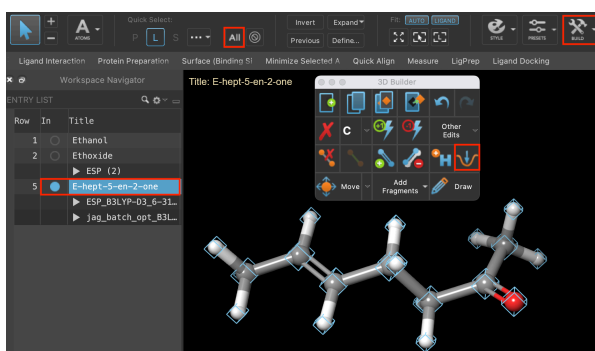 Quick Select:
Fit: AUTO LIGAND
Invert Expand
ATOMS P L S ... All
Previous Define...
STYLE PRESETS BUILD
Ligand Interaction Protein Preparation Surface (Binding Si Minimize Selected A Quick Align Measure LigPrep Ligand Docking
Workspace Navigator
Title: E-hept-5-en-2-one
3D Builder
ENTRY LIST
Row In Title
1 Ethanol
2 Ethoxide
ESP (2)
5 E-hept-5-en-2-one
ESP_B3LYP-D3_6-31...
jag_batch_opt_B3L...
C
+1
-1
Other
Edits
H
Move
Add
Fragments
Draw